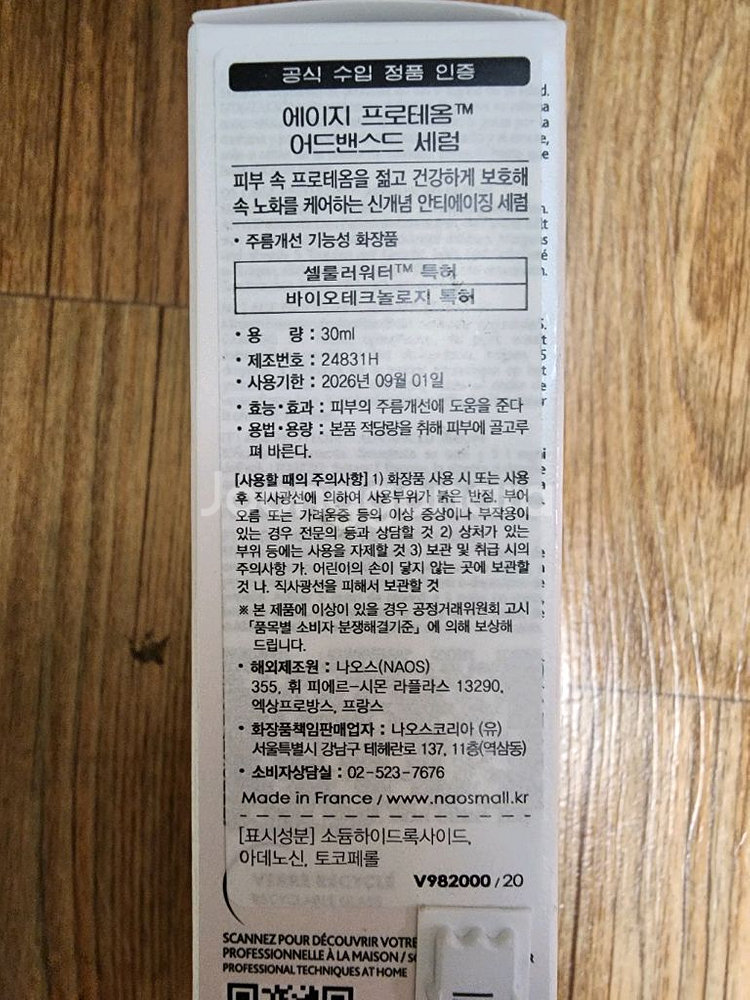 공식 수입 정품 인증
에이지 프로테옴™
어드밴스드 세럼
피부 속 프로테옴을 젊고 건강하게 보호해
속 노화를 케어하는 신개념 안티에이징 세럼
• 주름개선 기능성 화장품
셀룰러워터™ 특허
바이오테크놀로지 특허
• 용 량 : 30ml
• 제조번호 : 24831H
• 사용기한 : 2026년 09월 01일
• 효능•효과 : 피부의 주름개선에 도움을 준다
• 용법•용량 : 본품 적당량을 취해 피부에 골고루
펴 바른다.
[사용할 때의 주의사항] 1) 화장품 사용 시 또는 사용
후 직사광선에 의하여 사용부위가 붉은 반점, 부어
오름 또는 가려움증 등의 이상 증상이나 부작용이
있는 경우 전문의 등과 상담할 것 2) 상처가 있는
부위 등에는 사용을 자제할 것 3) 보관 및 취급 시의
주의사항 가. 어린이의 손이 닿지 않는 곳에 보관할
것 나. 직사광선을 피해서 보관할 것
※ 본 제품에 이상이 있을 경우 공정거래위원회 고시
「품목별 소비자 분쟁해결기준」에 의해 보상해
드립니다.
• 해외제조원 : 나오스(NAOS)
355, 휘 피에르-시몬 라플라스 13290,
엑상프로방스, 프랑스
• 화장품책임판매업자 : 나오스코리아 (유)
서울특별시 강남구 테헤란로 137, 11층(역삼동)
• 소비자상담실 : 02-523-7676
Made in France / www.naosmall.kr
[표시성분] 소듐하이드록사이드,
아데노신, 토코페롤
V982000 / 20
SCANNEZ POUR DÉCOUVRIR VOTRE
PROFESSIONNELLE À LA MAISON /
PROFESSIONAL TECHNIQUES AT HOME